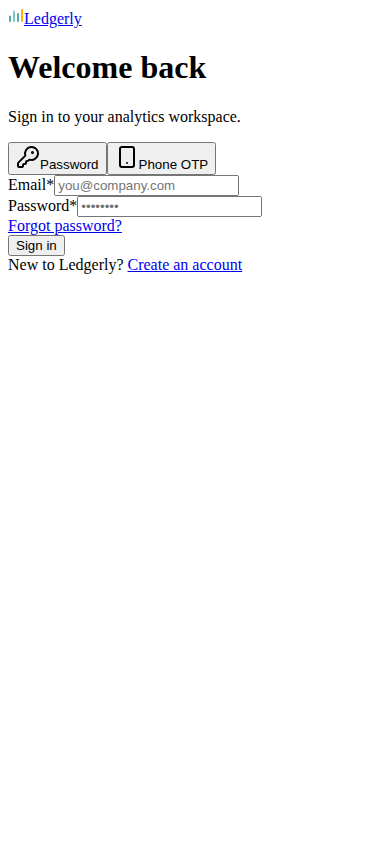 Ledgerly
Welcome back
Sign in to your analytics workspace.
Password Phone OTP
Email* you@company.com
Password* ••••••••
Forgot password?
Sign in
New to Ledgerly? Create an account